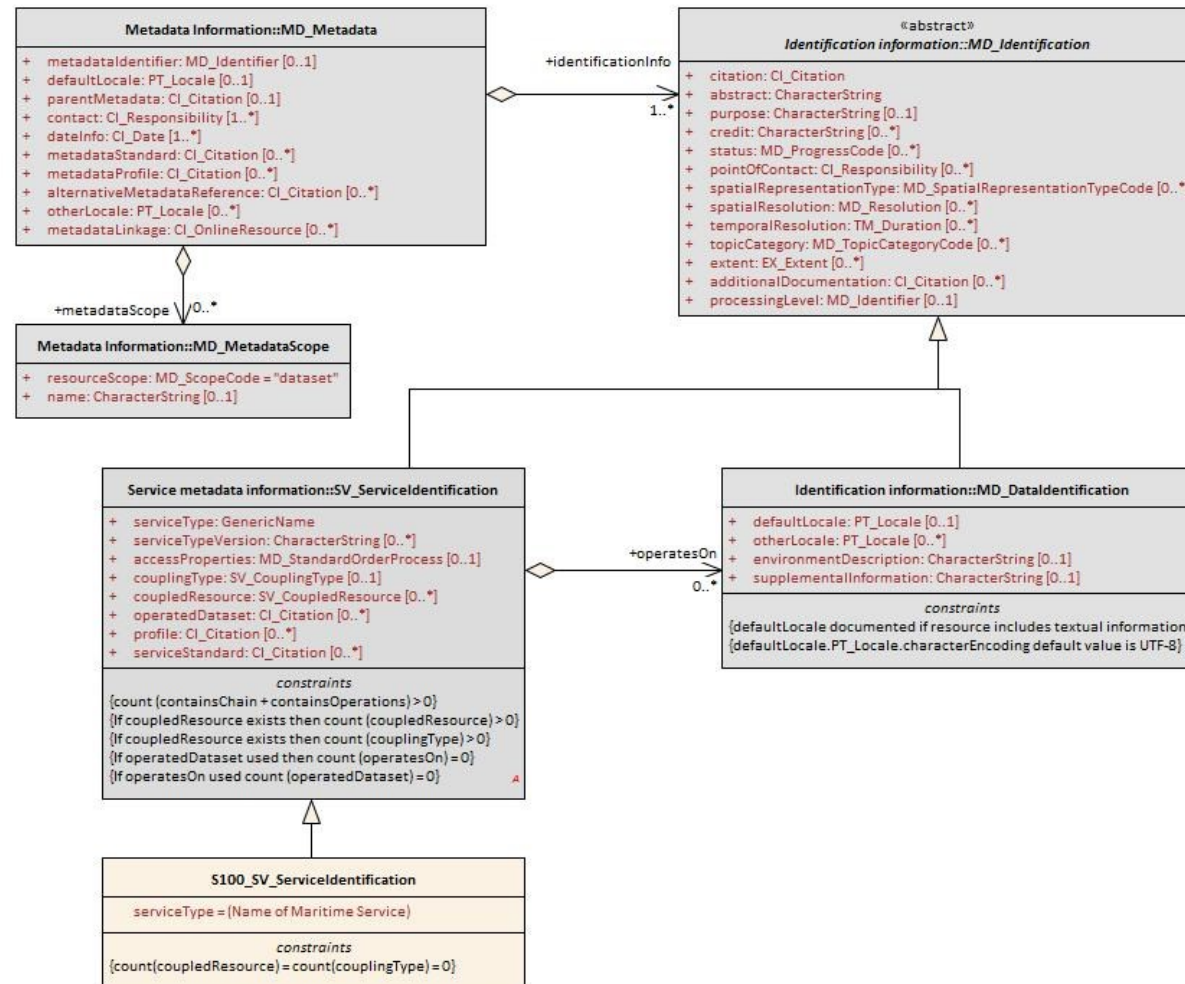 Metadata Information::MD_Metadata
+ metadataIdentifier: MD_Identifier [0..1]
+ defaultLocale: PT_Locale [0..1]
+ parentMetadata: CI_Citation [0..1]
+ contact: CI_Responsibility [1..*]
+ dateInfo: CI_Date [1..*]
+ metadataStandard: CI_Citation [0..*]
+ metadataProfile: CI_Citation [0..*]
+ alternativeMetadataReference: CI_Citation [0..*]
+ otherLocale: PT_Locale [0..*]
+ metadataLinkage: CI_OnlineResource [0..*]
+identificationInfo
1..*
«abstract»
Identification information::MD_Identification
+ citation: CI_Citation
+ abstract: CharacterString
+ purpose: CharacterString [0..1]
+ credit: CharacterString [0..*]
+ status: MD_ProgressCode [0..*]
+ pointOfContact: CI_Responsibility [0..*]
+ spatialRepresentationType: MD_SpatialRepresentationTypeCode [0..*
+ spatialResolution: MD_Resolution [0..*]
+ temporalResolution: TM_Duration [0..*]
+ topicCategory: MD_TopicCategoryCode [0..*]
+ extent: EX_Extent [0..*]
+ additionalDocumentation: CI_Citation [0..*]
+ processingLevel: MD_Identifier [0..1]
+metadataScope
0..*
Metadata Information::MD_MetadataScope
+ resourceScope: MD_ScopeCode = "dataset"
+ name: CharacterString [0..1]
Service metadata information::SV_ServiceIdentification
+ serviceType: GenericName
+ serviceTypeVersion: CharacterString [0..*]
+ accessProperties: MD_StandardOrderProcess [0..1]
+ couplingType: SV_CouplingType [0..1]
+ coupledResource: SV_CoupledResource [0..*]
+ operatedDataset: CI_Citation [0..*]
+ profile: CI_Citation [0..*]
+ serviceStandard: CI_Citation [0..*]
constraints
{count (containsChain + containsOperations) > 0}
{If coupledResource exists then count (coupledResource) > 0}
{If coupledResource exists then count (couplingType) > 0}
{If operatedDataset used then count (operatesOn) = 0}
{If operatesOn used count (operatedDataset) = 0}
A
+operatesOn
0..*
Identification information::MD_DataIdentification
+ defaultLocale: PT_Locale [0..1]
+ otherLocale: PT_Locale [0..*]
+ environmentDescription: CharacterString [0..1]
+ supplementalInformation: CharacterString [0..1]
constraints
{defaultLocale documented if resource includes textual information
{defaultLocale.PT_Locale.characterEncoding default value is UTF-8}
S100_SV_ServiceIdentification
serviceType = (Name of Maritime Service)
constraints
{count(coupledResource) = count(couplingType) = 0}